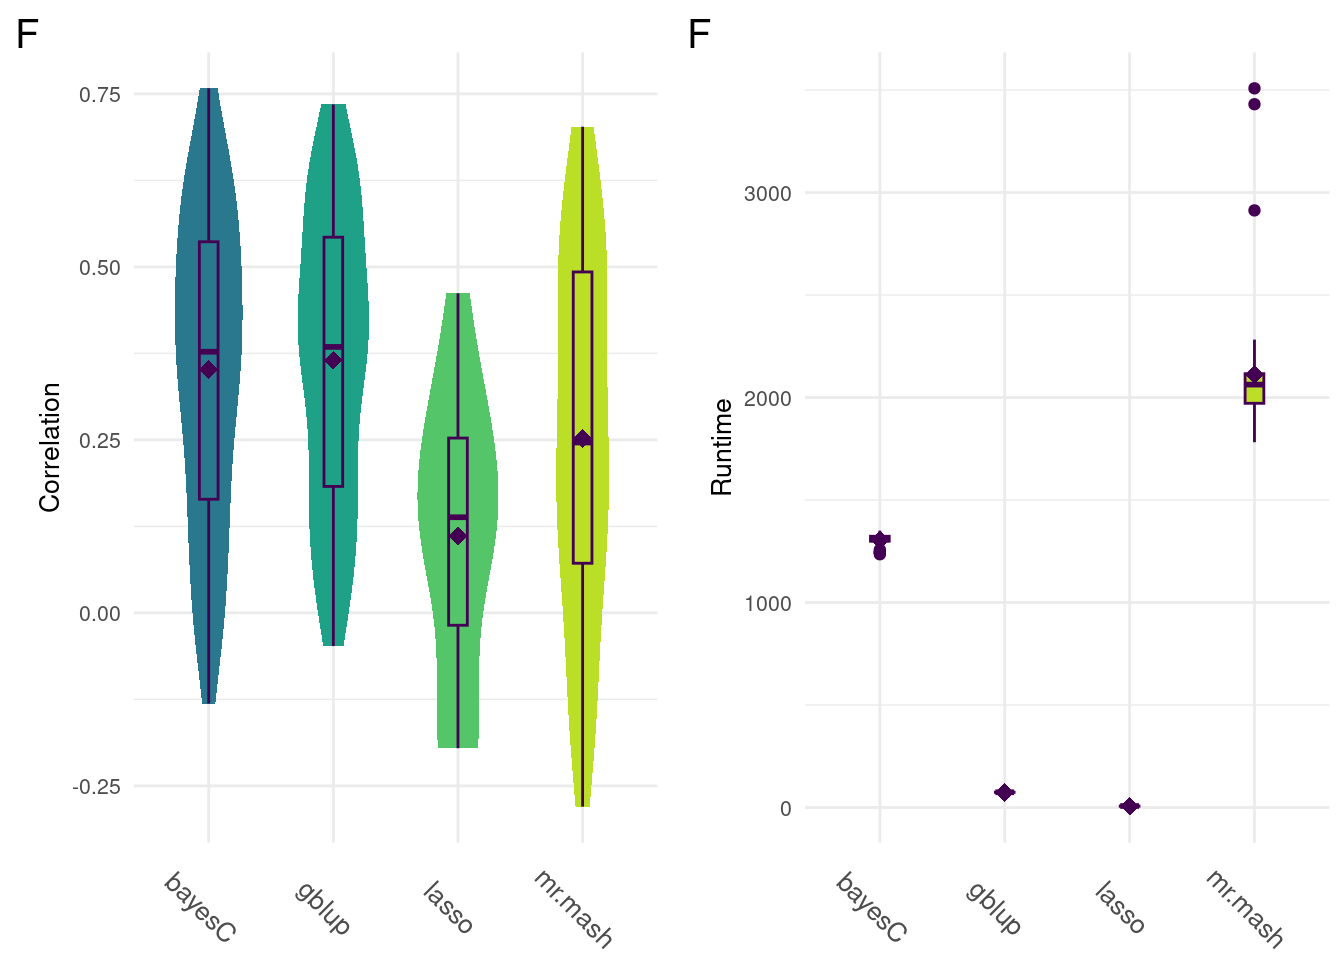 F
Correlation
0.75
0.50
0.25
0.00
-0.25
bayesC
gblup
lasso
mr.mash
F
Runtime
3000
2000
1000
0
bayesC
gblup
lasso
mr.mash